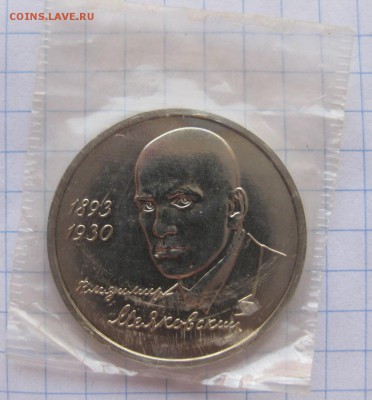 COINS.LAVE.RU
1893
1930
Владимир
Маяковский